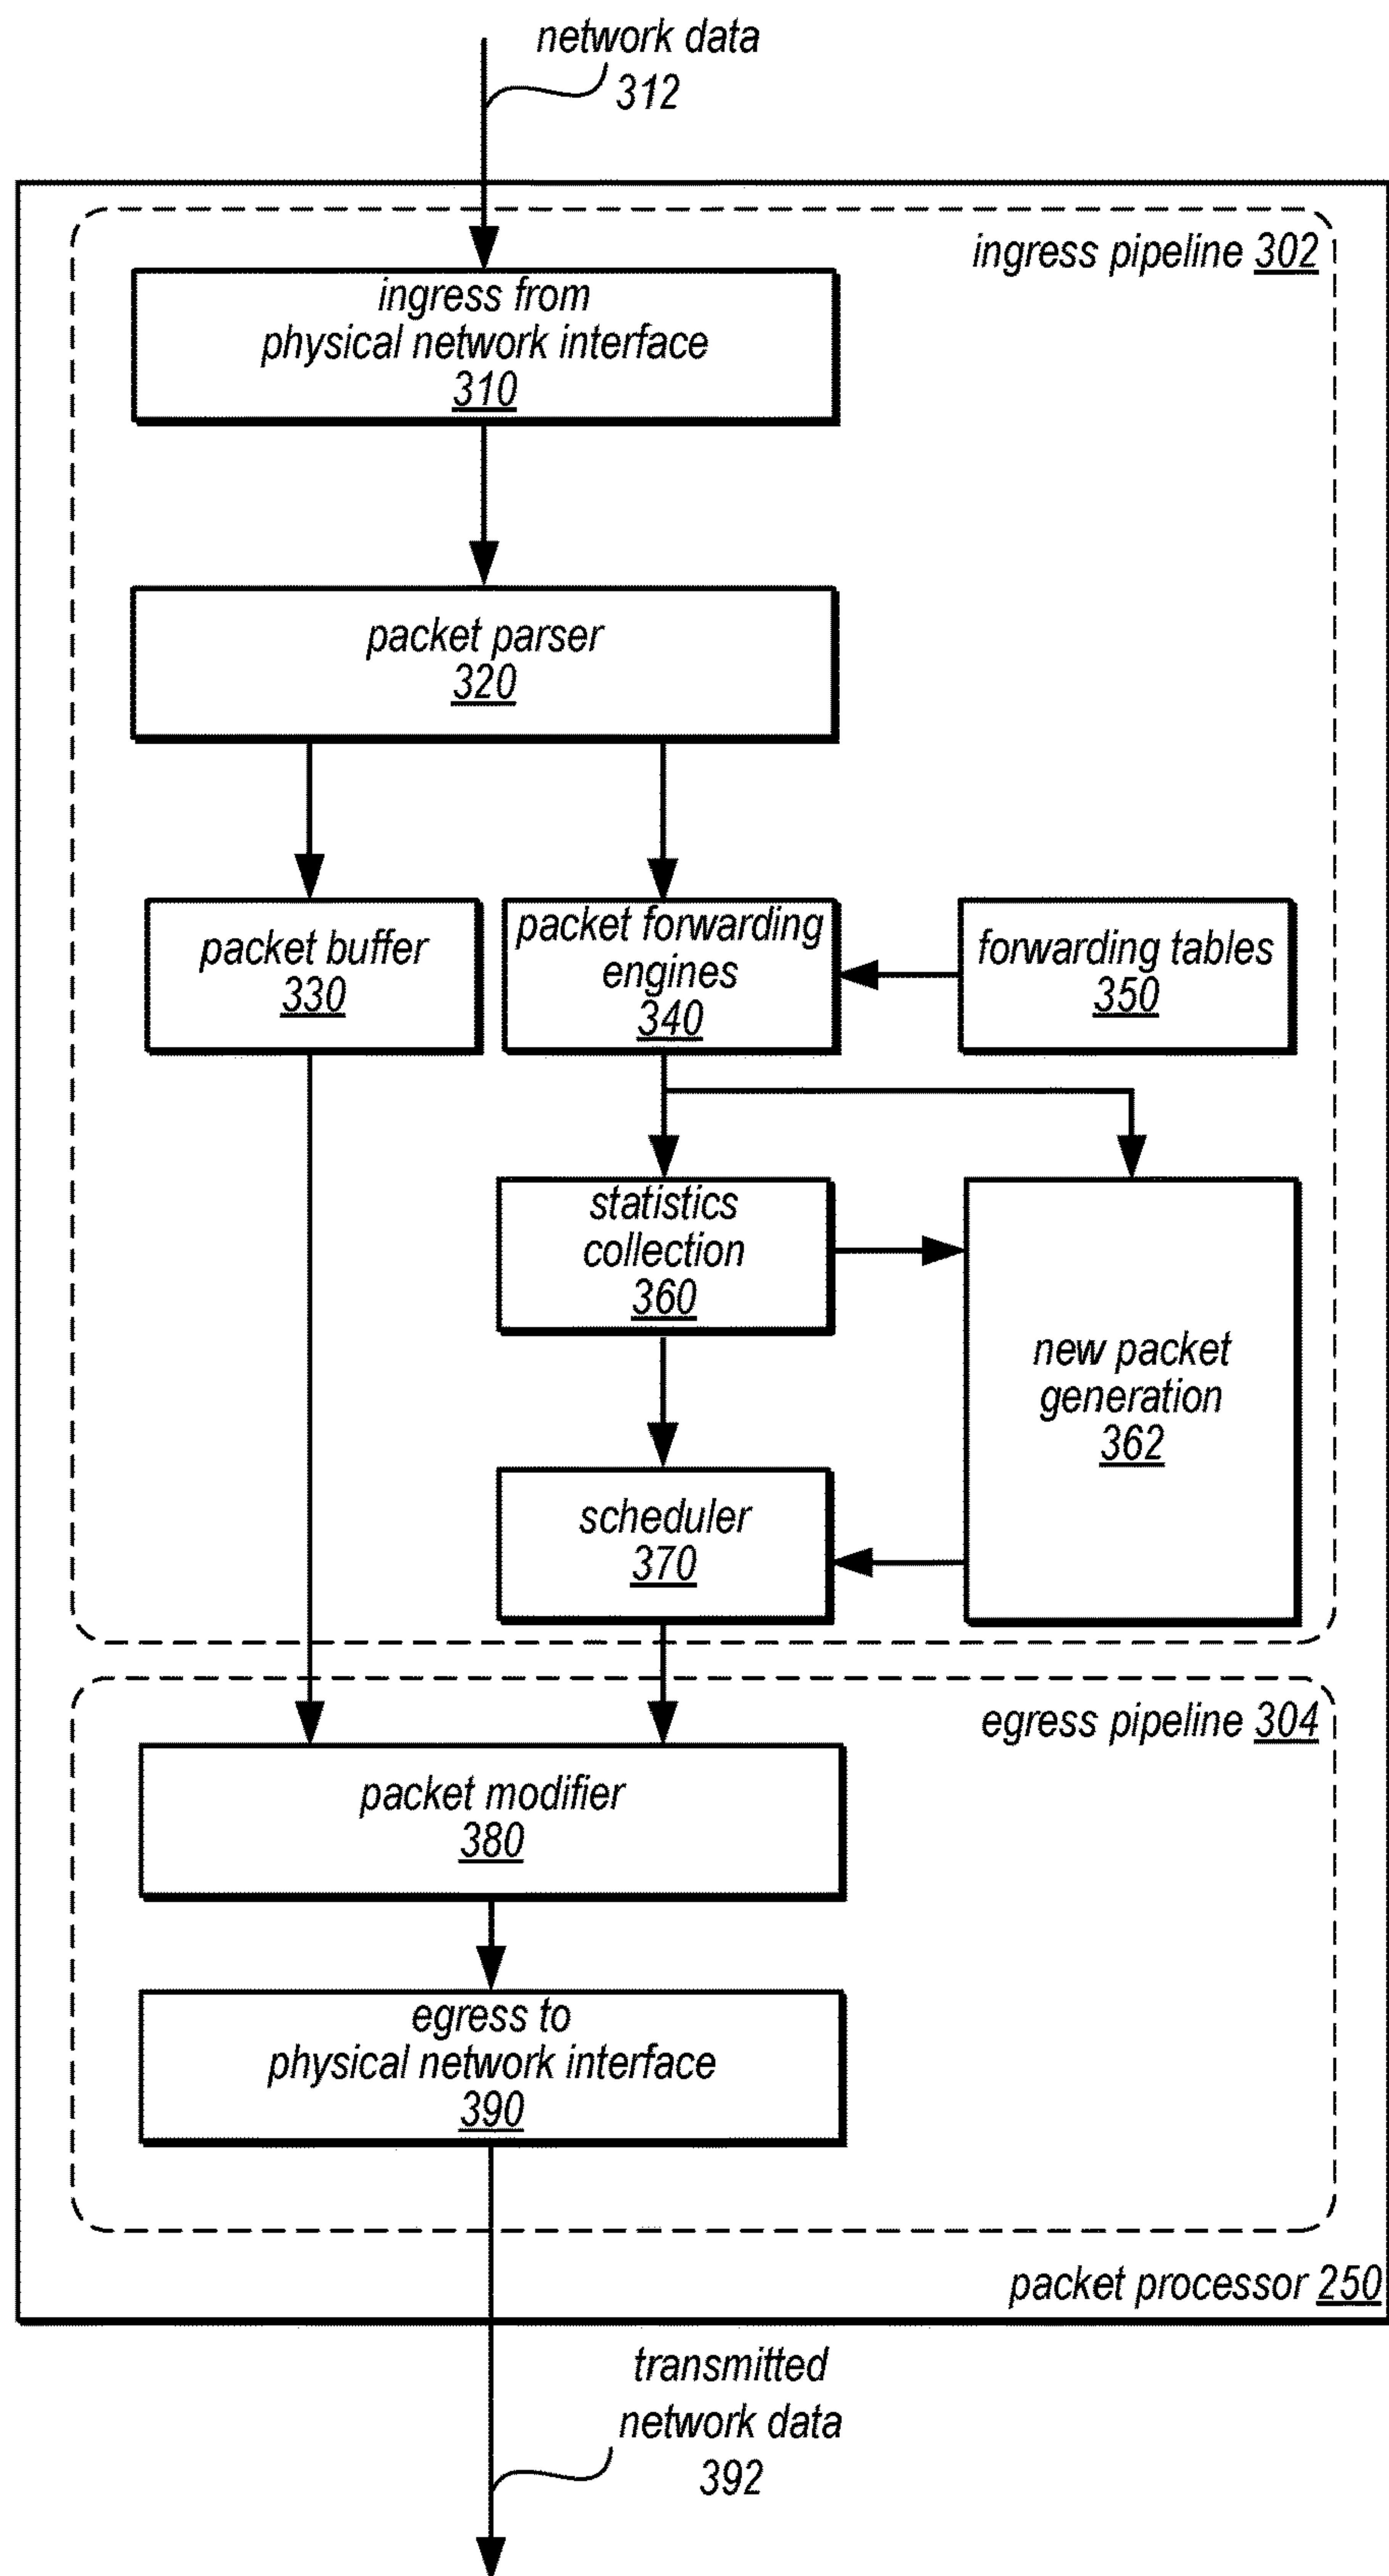 network data
312
ingress pipeline 302
ingress from
physical network interface
310
packet parser
320
packet buffer
330
packet forwarding
engines
340
forwarding tables
350
statistics
collection
360
new packet
generation
362
scheduler
370
egress pipeline 304
packet modifier
380
egress to
physical network interface
390
packet processor 250
transmitted
network data
392